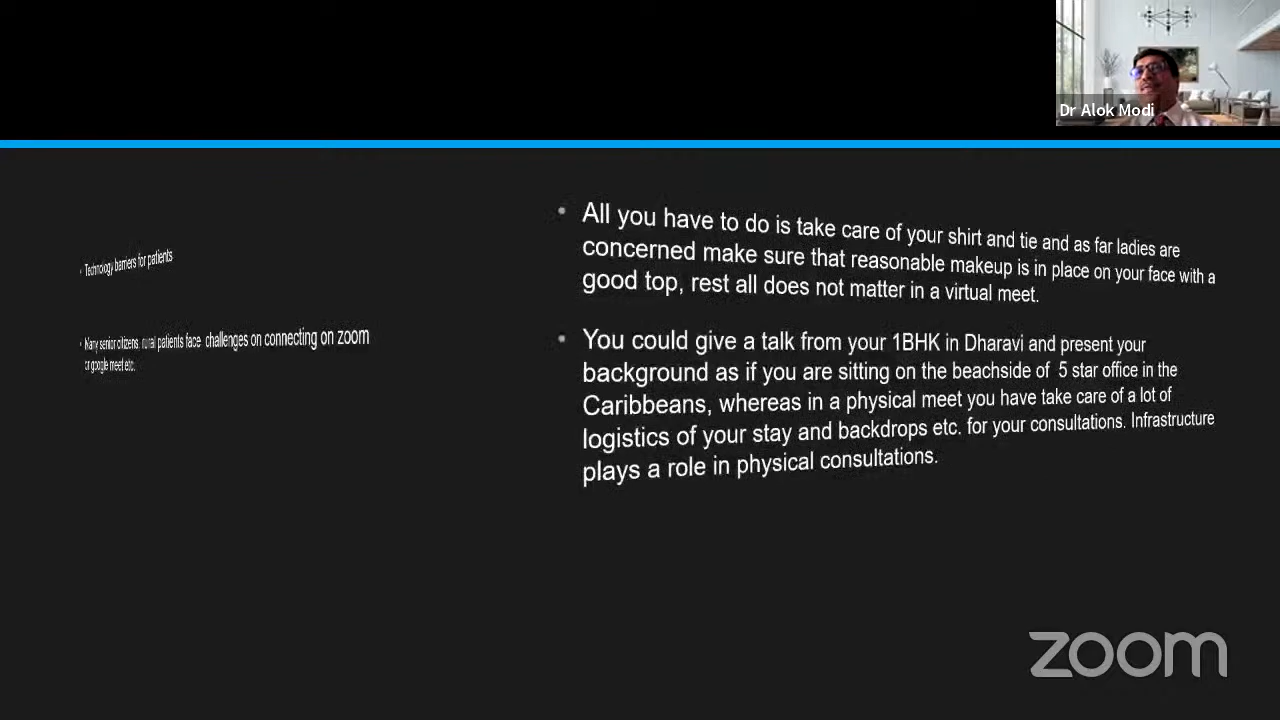 Dr Alok Modi
Technology barriers for patients
Many senior citizens, rural patients face challenges on connecting on zoom
or google meet etc.
All you have to do is take care of your shirt and tie and as far ladies are
concerned make sure that reasonable makeup is in place on your face with a
good top, rest all does not matter in a virtual meet.
You could give a talk from your 1BHK in Dharavi and present your
background as if you are sitting on the beachside of 5 star office in the
Caribbeans, whereas in a physical meet you have take care of a lot of
logistics of your stay and backdrops etc. for your consultations. Infrastructure
plays a role in physical consultations.
zoom